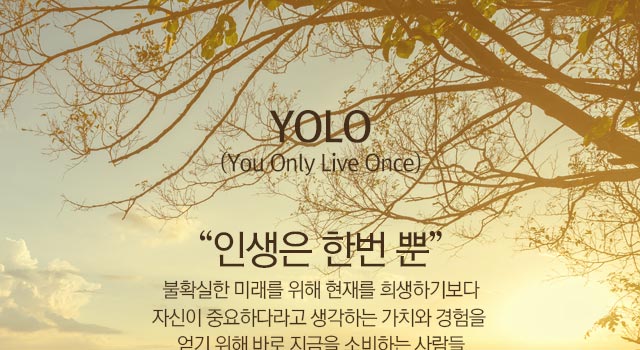 YOLO
(You Only Live Once)
“인생은 한번 뿐”
불확실한 미래를 위해 현재를 희생하기보다
자신이 중요하다라고 생각하는 가치와 경험을
얻기 위해 바로 지금을 소비하는 사람들